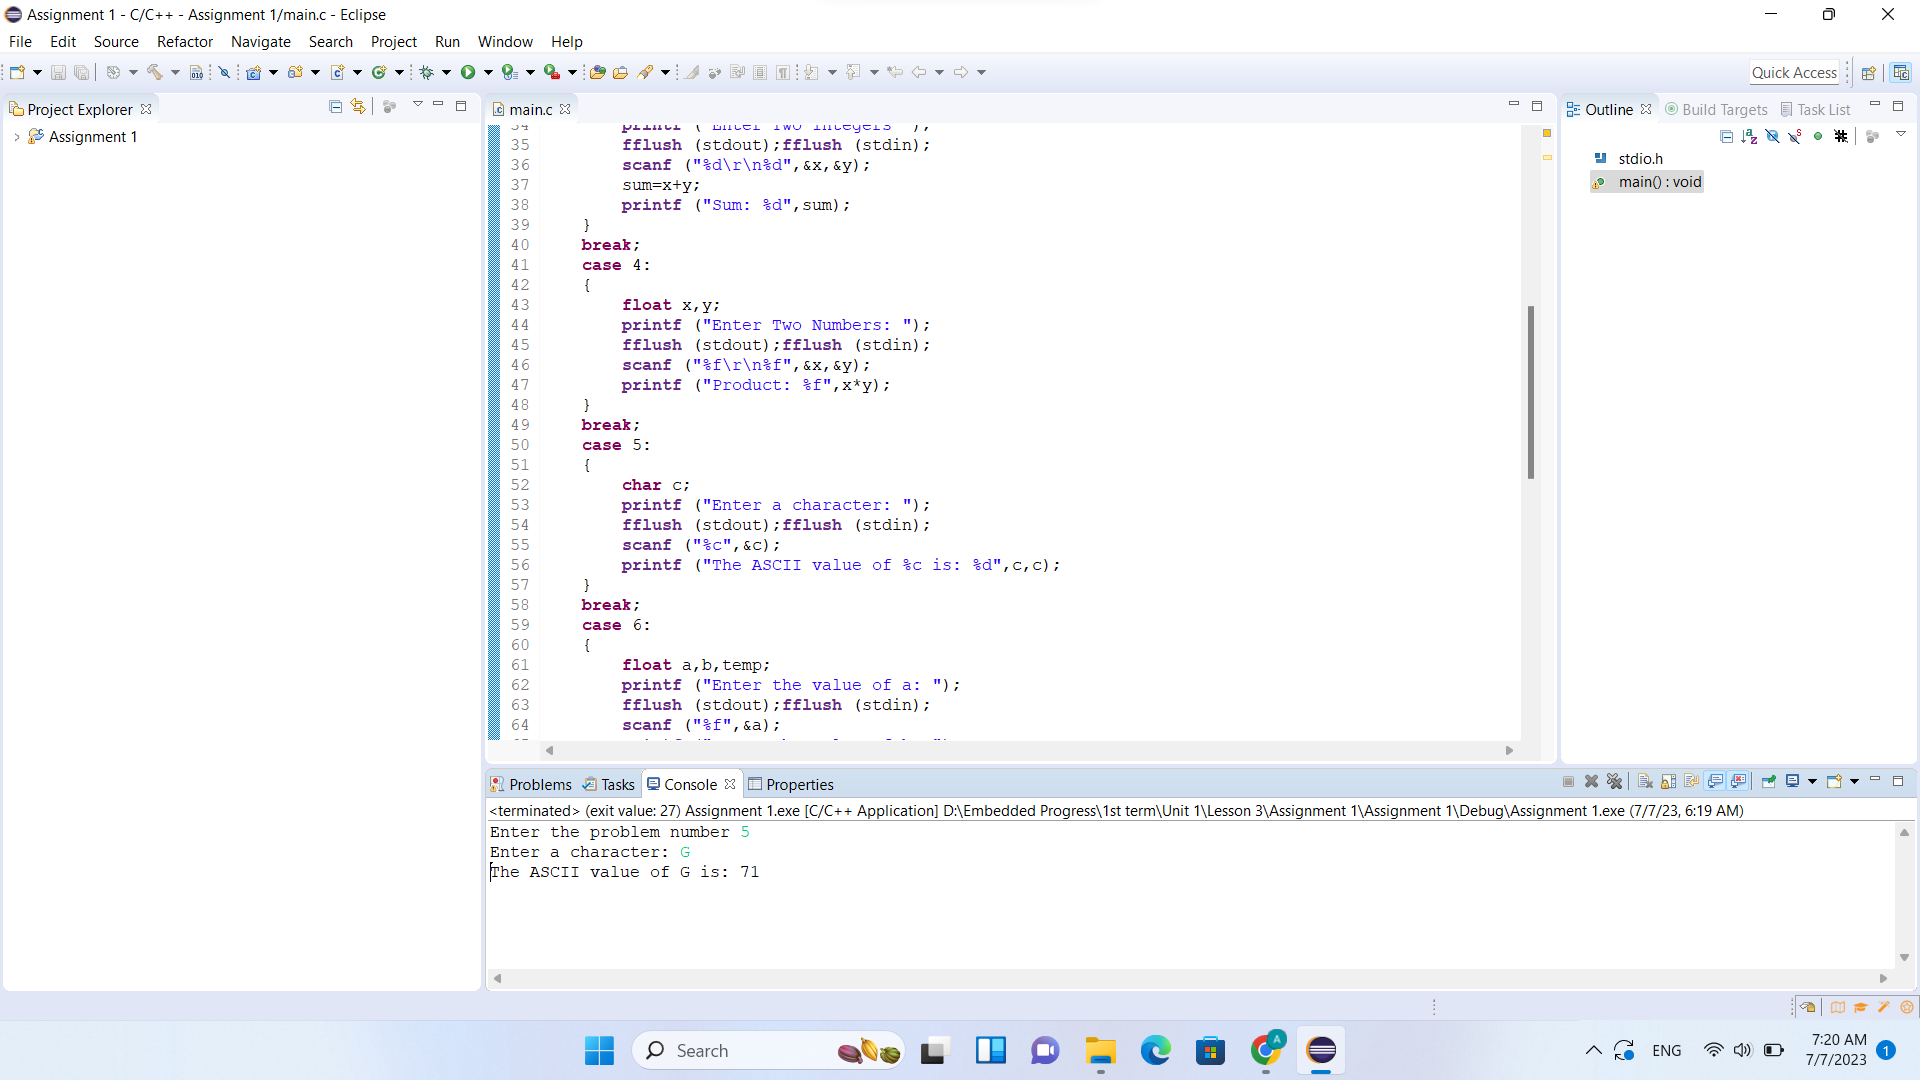 Assignment 1 - C/C++ - Assignment 1/main.c - Eclipse
File Edit Source Refactor Navigate Search Project Run Window Help
Quick Access
Project Explorer
Assignment 1
main.c
34 printf ("Enter Two Integers ");
35 fflush (stdout);fflush (stdin);
36 scanf ("%d\r\n%d",&x,&y);
37 sum=x+y;
38 printf ("Sum: %d",sum);
39 }
40 break;
41 case 4:
42 {
43 float x,y;
44 printf ("Enter Two Numbers: ");
45 fflush (stdout);fflush (stdin);
46 scanf ("%f\r\n%f",&x,&y);
47 printf ("Product: %f",x*y);
48 }
49 break;
50 case 5:
51 {
52 char c;
53 printf ("Enter a character: ");
54 fflush (stdout);fflush (stdin);
55 scanf ("%c",&c);
56 printf ("The ASCII value of %c is: %d",c,c);
57 }
58 break;
59 case 6:
60 {
61 float a,b,temp;
62 printf ("Enter the value of a: ");
63 fflush (stdout);fflush (stdin);
64 scanf ("%f",&a);
Outline Build Targets Task List
stdio.h
main() : void
Problems Tasks Console Properties
<terminated> (exit value: 27) Assignment 1.exe [C/C++ Application] D:\Embedded Progress\1st term\Unit 1\Lesson 3\Assignment 1\Assignment 1\Debug\Assignment 1.exe (7/7/23, 6:19 AM)
Enter the problem number 5
Enter a character: G
The ASCII value of G is: 71
Search
A
ENG
7:20 AM
7/7/2023
1